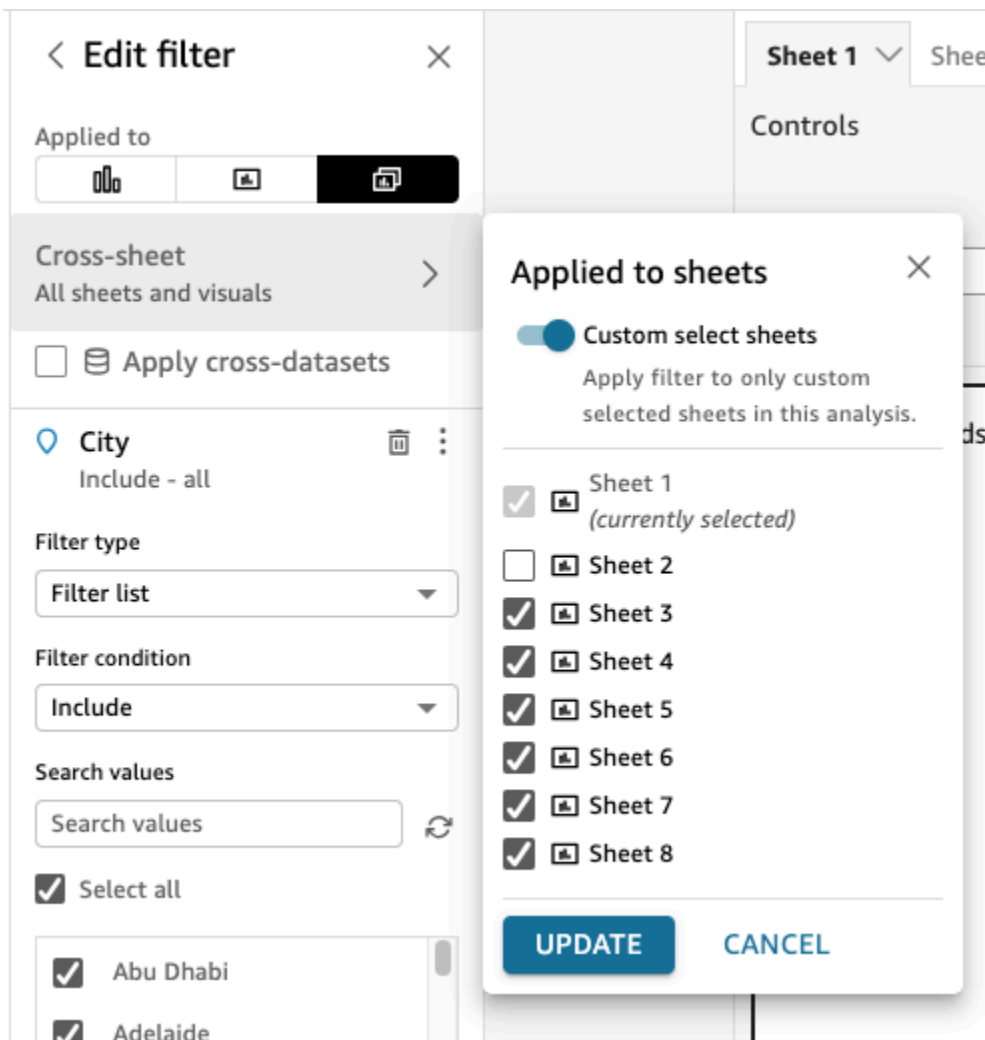 Edit filter
Applied to
Cross-sheet
All sheets and visuals
Apply cross-datasets
City
Include - all
Filter type
Filter list
Filter condition
Include
Search values
Search values
Select all
Abu Dhabi
Adelaide
Sheet 1
Controls
Applied to sheets
Custom select sheets
Apply filter to only custom
selected sheets in this analysis.
Sheet 1
(currently selected)
Sheet 2
Sheet 3
Sheet 4
Sheet 5
Sheet 6
Sheet 7
Sheet 8
UPDATE
CANCEL